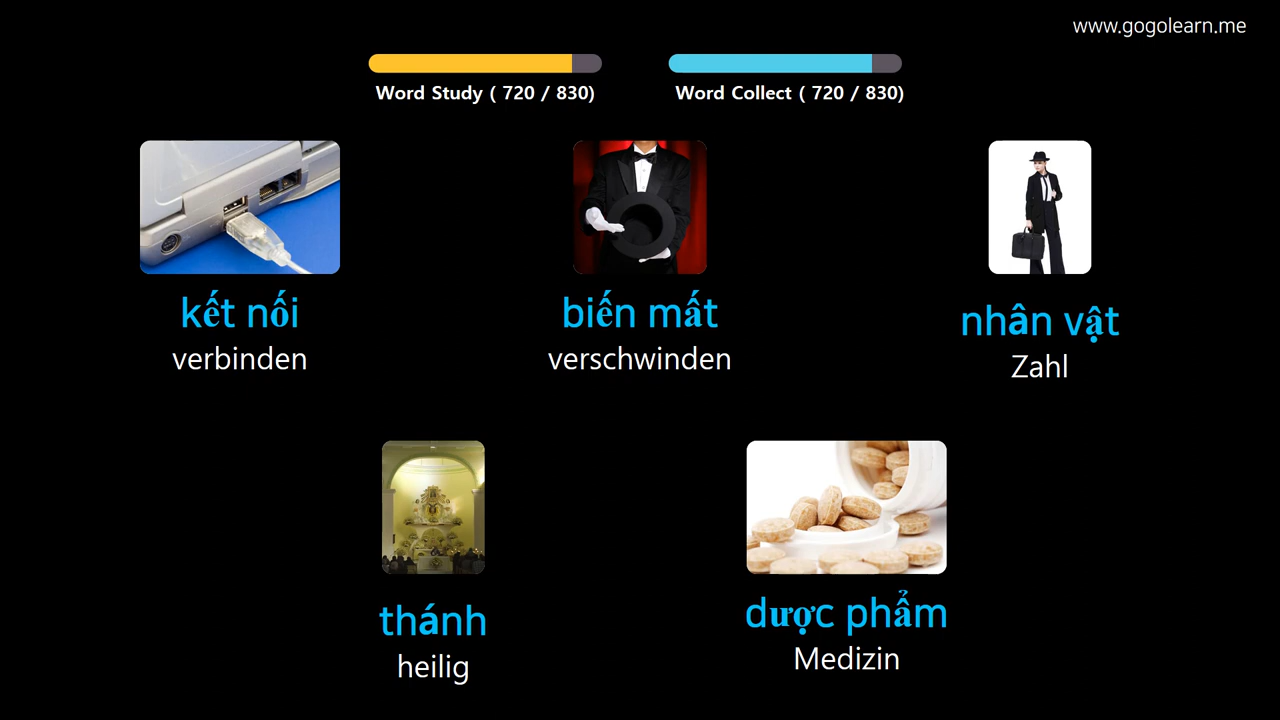 www.gogolearn.me
Word Study ( 720 / 830)
Word Collect ( 720 / 830)
kết nối
verbinden
biến mất
verschwinden
nhân vật
Zahl
thánh
heilig
dược phẩm
Medizin